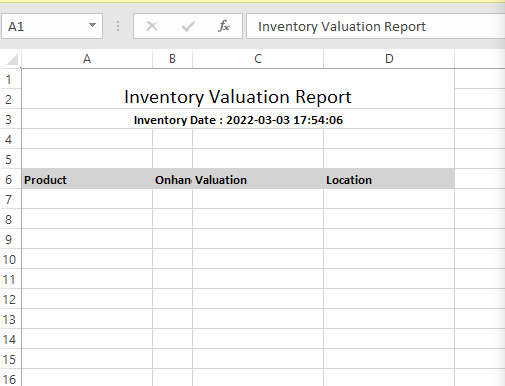 A1 fx Inventory Valuation Report
A B C D
1
2 Inventory Valuation Report
3 Inventory Date : 2022-03-03 17:54:06
4
5
6 Product Onhan Valuation Location
7
8
9
10
11
12
13
14
15
16